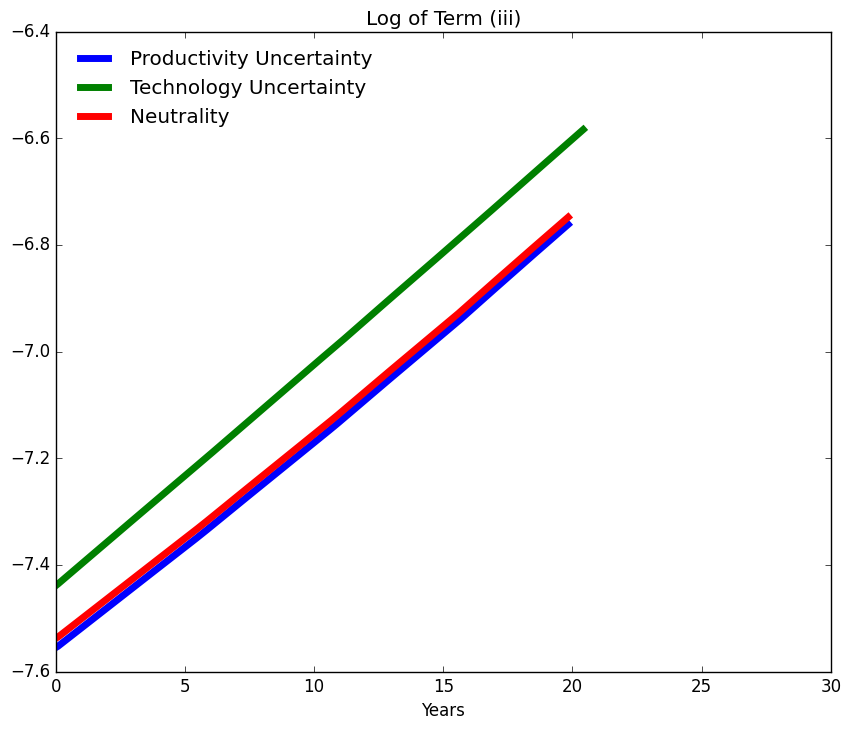 Log of Term (iii)
−6.4
Productivity Uncertainty
Technology Uncertainty
Neutrality
−6.6
−6.8
−7.0
−7.2
−7.4
−7.6
0 5 10 15 20 25 30
Years